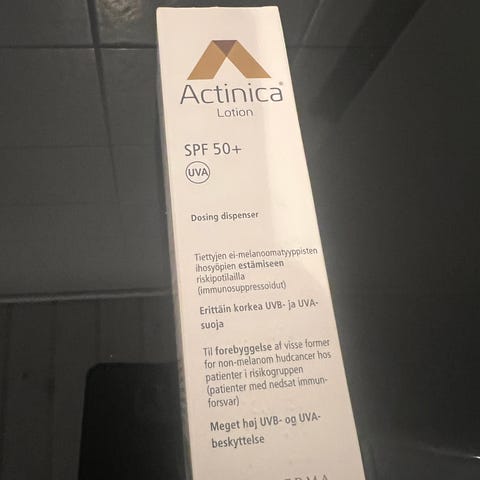 Actinica®
Lotion
SPF 50+
UVA
Dosing dispenser
Tiettyjen ei-melanoomatyyppisten
ihosyöpien estämiseen
riskipotilailla
(immunosuppressoidut)
Erittäin korkea UVB- ja UVA-
suoja
Til forebyggelse af visse former
for non-melanom hudcancer hos
patienter i risikogruppen
(patienter med nedsat immun-
forsvar)
Meget høj UVB- og UVA-
beskyttelse